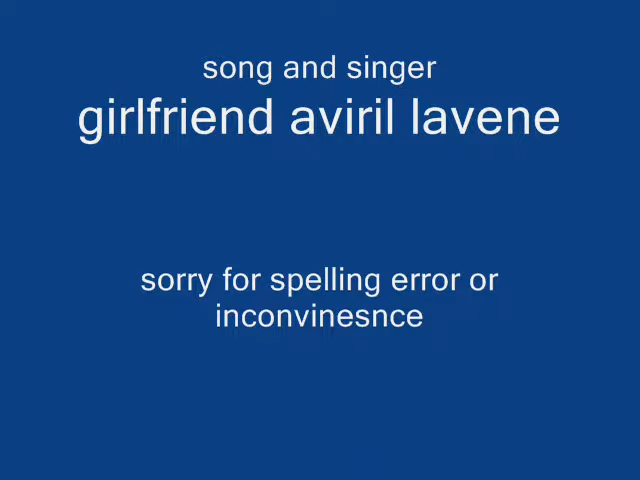 song and singer
girlfriend aviril lavene
sorry for spelling error or
inconvinesnce